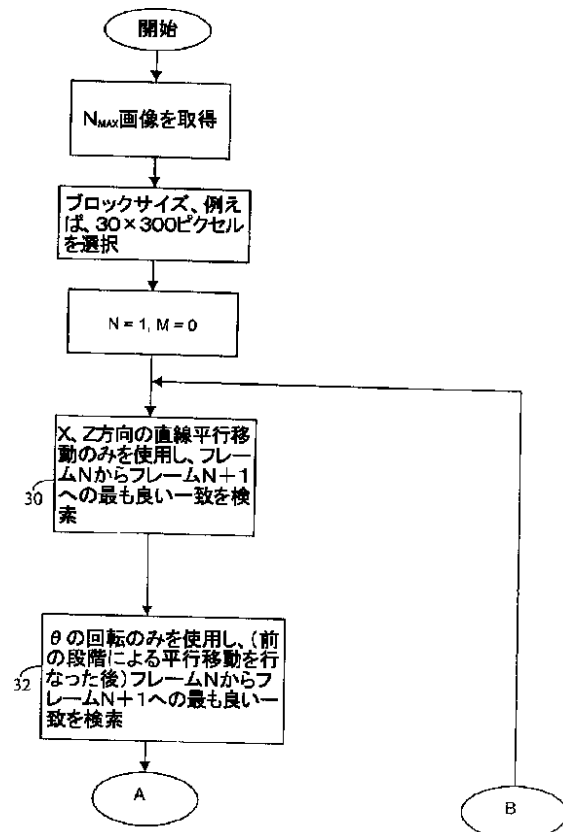 開始
NMAX画像を取得
ブロックサイズ、例え
ば、30×300ピクセル
を選択
N = 1, M = 0
X、Z方向の直線平行移
動のみを使用し、フレー
ムNからフレームN+1
への最も良い一致を検
索
30
θの回転のみを使用し、(前
の段階による平行移動を行
なった後)フレームNからフ
レームN+1への最も良い一
致を検索
32
A
B